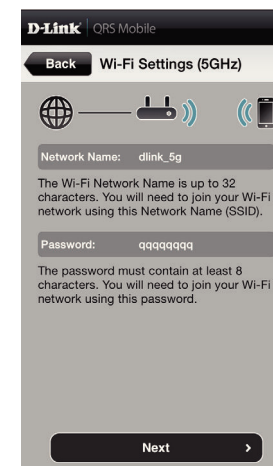 D-Link QRS Mobile
Back Wi-Fi Settings (5GHz)
Network Name: dlink_5g
The Wi-Fi Network Name is up to 32
characters. You will need to join your Wi-Fi
network using this Network Name (SSID).
Password: qqqqqqqq
The password must contain at least 8
characters. You will need to join your Wi-Fi
network using this password.
Next